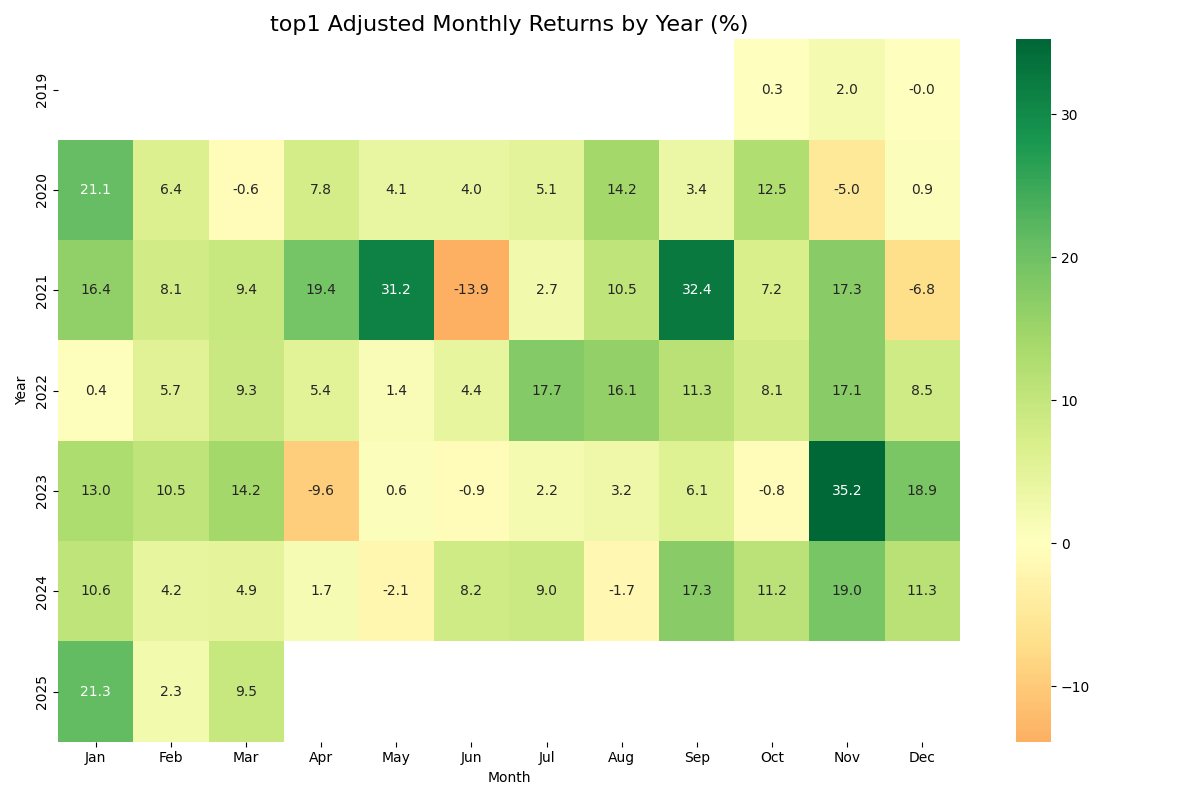 top1 Adjusted Monthly Returns by Year (%)
2019 0.3 2.0 -0.0
2020 21.1 6.4 -0.6 7.8 4.1 4.0 5.1 14.2 3.4 12.5 -5.0 0.9
2021 16.4 8.1 9.4 19.4 31.2 -13.9 2.7 10.5 32.4 7.2 17.3 -6.8
2022 0.4 5.7 9.3 5.4 1.4 4.4 17.7 16.1 11.3 8.1 17.1 8.5
2023 13.0 10.5 14.2 -9.6 0.6 -0.9 2.2 3.2 6.1 -0.8 35.2 18.9
2024 10.6 4.2 4.9 1.7 -2.1 8.2 9.0 -1.7 17.3 11.2 19.0 11.3
2025 21.3 2.3 9.5
Jan Feb Mar Apr May Jun Jul Aug Sep Oct Nov Dec
Month
Year
30
20
10
0
−10